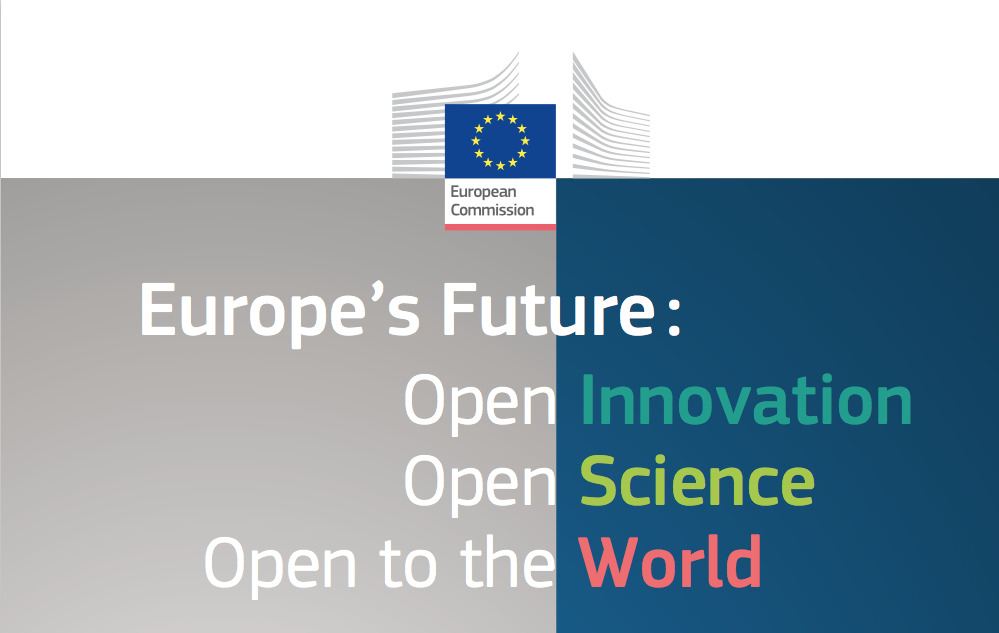 European
Commission
Europe’s Future:
Open Innovation
Open Science
Open to the World